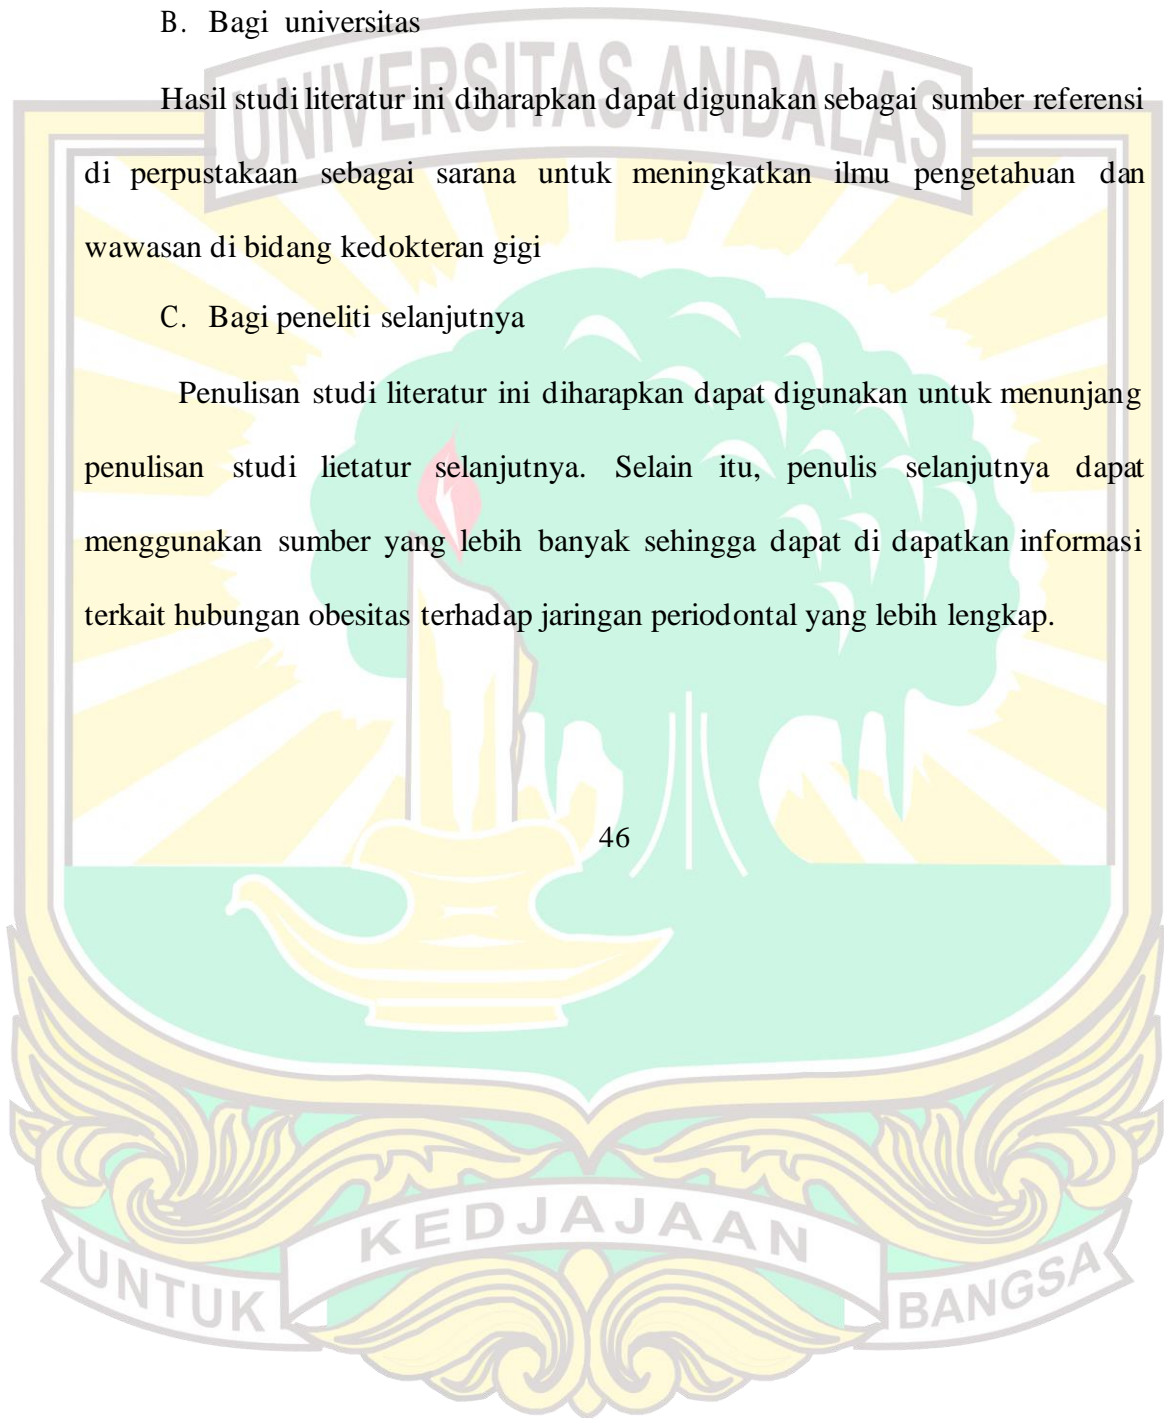 B. Bagi universitas
UNIVERSITAS ANDALAS
Hasil studi literatur ini diharapkan dapat digunakan sebagai sumber referensi
di perpustakaan sebagai sarana untuk meningkatkan ilmu pengetahuan dan
wawasan di bidang kedokteran gigi
C. Bagi peneliti selanjutnya
Penulisan studi literatur ini diharapkan dapat digunakan untuk menunjang
penulisan studi lietatur selanjutnya. Selain itu, penulis selanjutnya dapat
menggunakan sumber yang lebih banyak sehingga dapat di dapatkan informasi
terkait hubungan obesitas terhadap jaringan periodontal yang lebih lengkap.
46
UNTUK KEDJAJAAN BANGSA